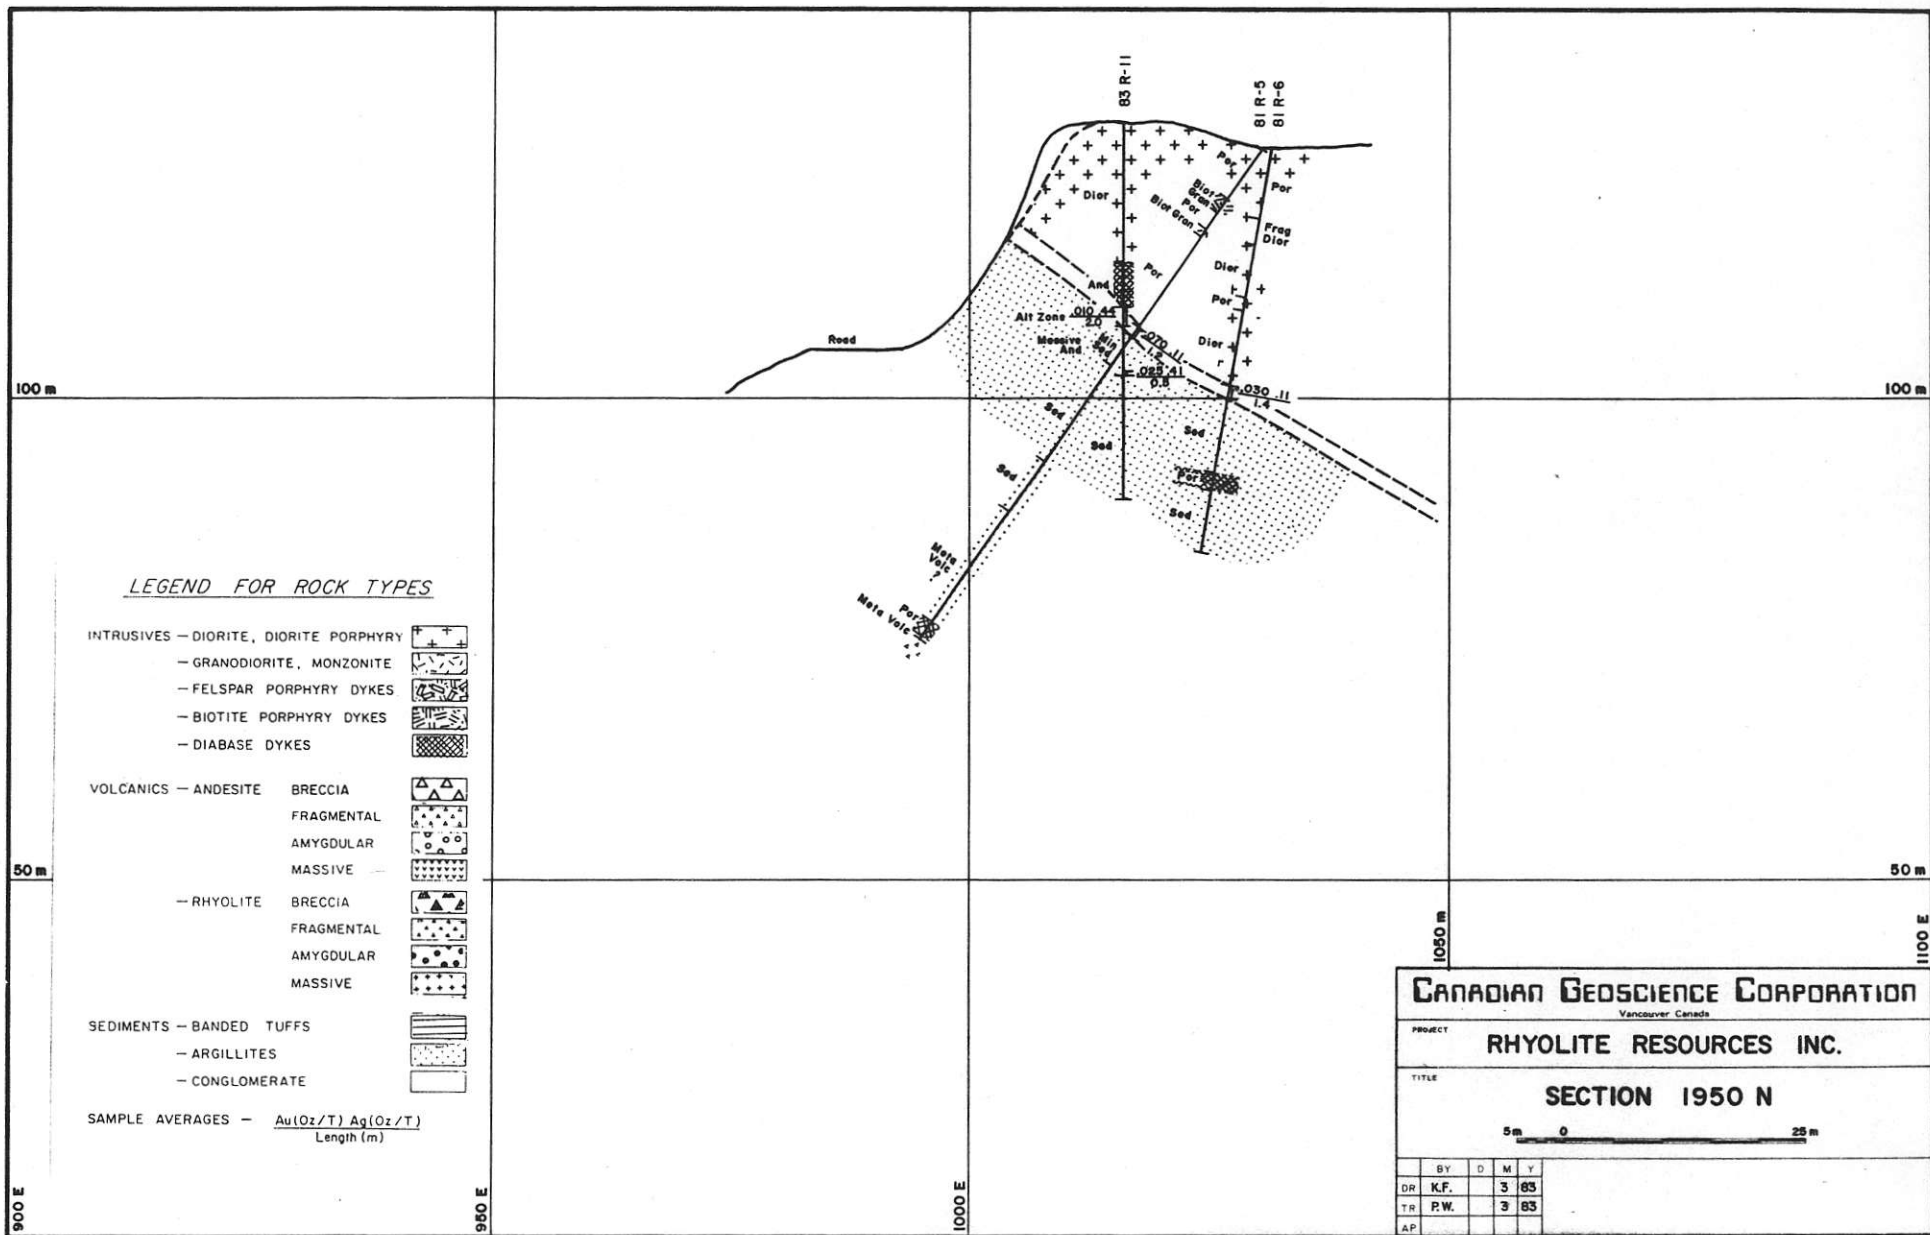 83 R-11
81 R-5
81 R-6
Por
Biot
Gran
Por
Biot Gran
Por
Dior
Frag
Dior
Por
Dior
Por
And
Alt Zone
.010 .44
2.0
Dior
Massive
And
Min
Sed
.070 .11
1.2
Road
.025 .41
0.5
.030 .11
1.4
100 m
100 m
Sed
Sed
Sed
Sed
Por
Sed
Meta
Volc
?
Por
Meta Volc
LEGEND FOR ROCK TYPES
INTRUSIVES - DIORITE, DIORITE PORPHYRY
- GRANODIORITE, MONZONITE
- FELSPAR PORPHYRY DYKES
- BIOTITE PORPHYRY DYKES
- DIABASE DYKES
VOLCANICS - ANDESITE BRECCIA
FRAGMENTAL
AMYGDULAR
MASSIVE
- RHYOLITE BRECCIA
FRAGMENTAL
AMYGDULAR
MASSIVE
SEDIMENTS - BANDED TUFFS
- ARGILLITES
- CONGLOMERATE
SAMPLE AVERAGES - Au(Oz/T) Ag(Oz/T)
Length (m)
50 m
50 m
900 E
950 E
1000 E
1050 m
1100 E
CANADIAN GEOSCIENCE CORPORATION
Vancouver Canada
PROJECT
RHYOLITE RESOURCES INC.
TITLE
SECTION 1950 N
5m 0 25m
BY D M Y
DR K.F. 3 83
TR P.W. 3 83
AP